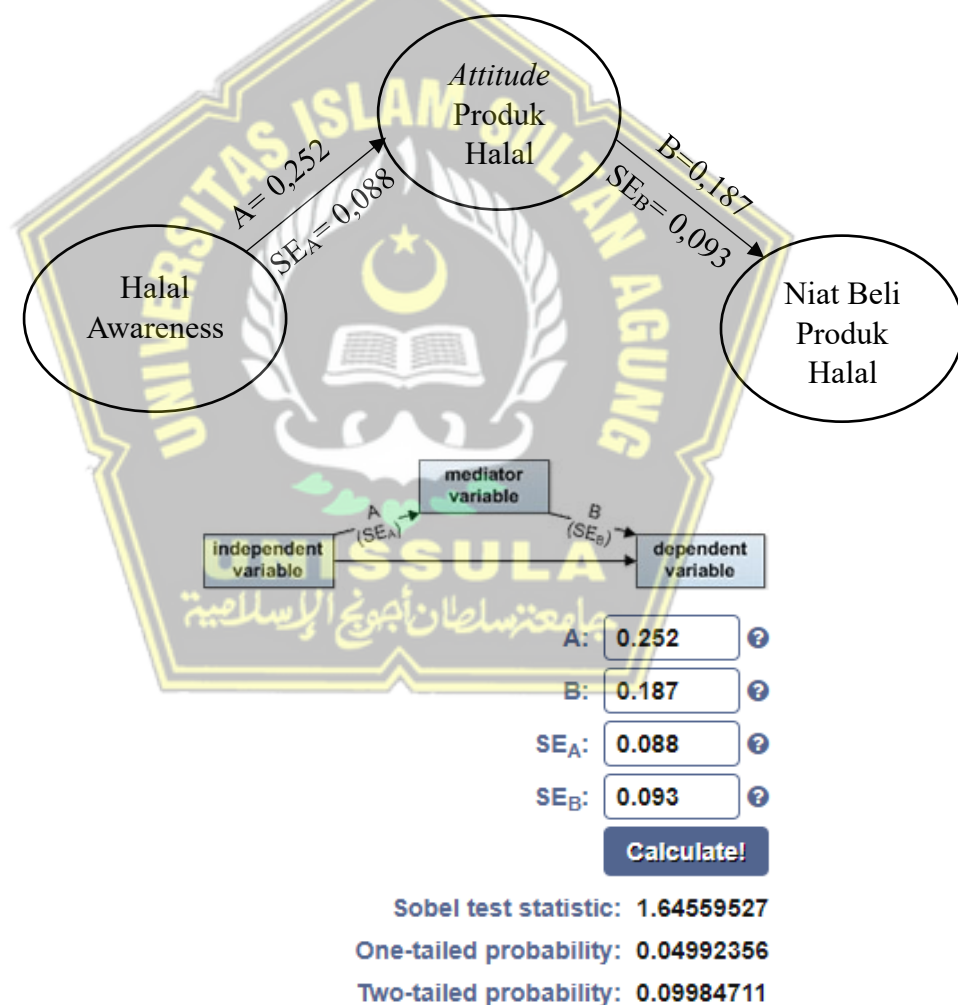 Attitude
Produk
Halal
A= 0,252
SEA= 0,088
B=0,187
SEB= 0,093
Halal
Awareness
Niat Beli
Produk
Halal
UNIVERSITAS ISLAM SULTAN AGUNG
mediator
variable
A
(SEA)
B
(SEB)
independent
variable
dependent
variable
UNISSULA
جامعة سلطان أجونج الإسلامية
A: 0.252
B: 0.187
SEA: 0.088
SEB: 0.093
Calculate!
Sobel test statistic: 1.64559527
One-tailed probability: 0.04992356
Two-tailed probability: 0.09984711